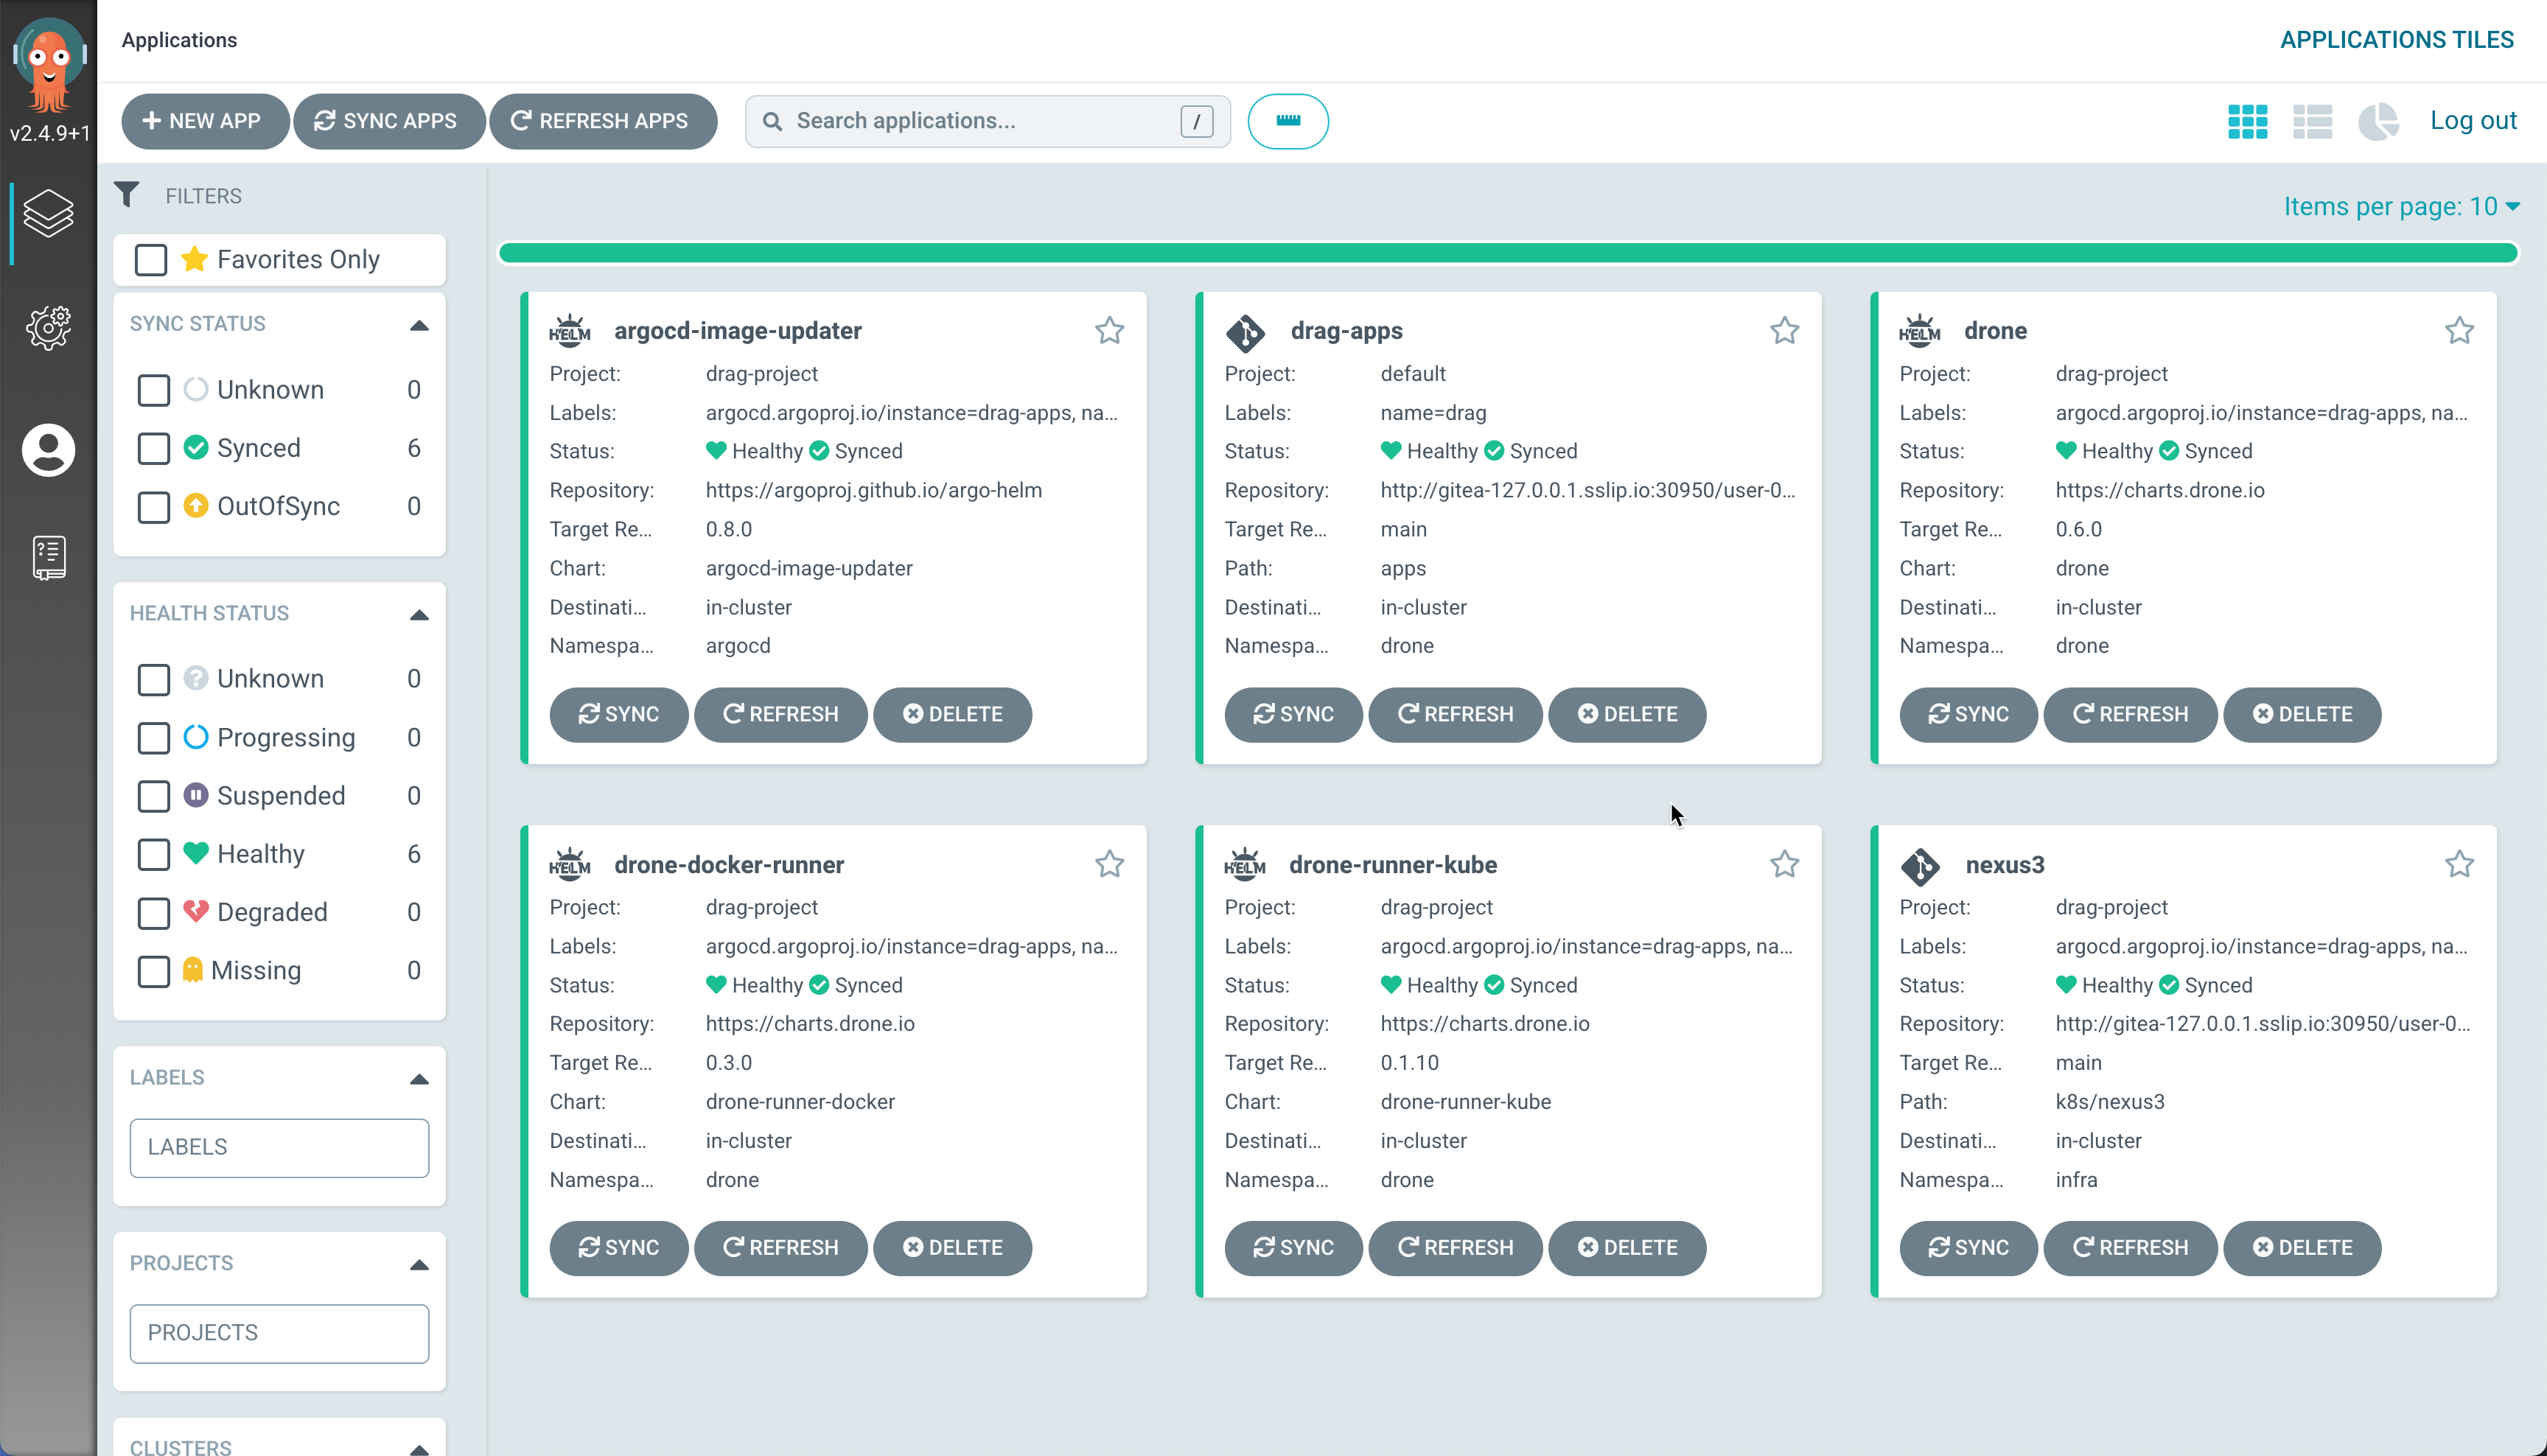 Applications
APPLICATIONS TILES
v2.4.9+1
NEW APP
SYNC APPS
REFRESH APPS
Search applications...
/
Log out
FILTERS
Favorites Only
SYNC STATUS
Unknown 0
Synced 6
OutOfSync 0
HEALTH STATUS
Unknown 0
Progressing 0
Suspended 0
Healthy 6
Degraded 0
Missing 0
LABELS
LABELS
PROJECTS
PROJECTS
CLUSTERS
Items per page: 10
HELM argocd-image-updater
Project: drag-project
Labels: argocd.argoproj.io/instance=drag-apps, na...
Status: Healthy Synced
Repository: https://argoproj.github.io/argo-helm
Target Re... 0.8.0
Chart: argocd-image-updater
Destinati... in-cluster
Namespa... argocd
SYNC REFRESH DELETE
drag-apps
Project: default
Labels: name=drag
Status: Healthy Synced
Repository: http://gitea-127.0.0.1.sslip.io:30950/user-0...
Target Re... main
Path: apps
Destinati... in-cluster
Namespa... drone
SYNC REFRESH DELETE
HELM drone
Project: drag-project
Labels: argocd.argoproj.io/instance=drag-apps, na...
Status: Healthy Synced
Repository: https://charts.drone.io
Target Re... 0.6.0
Chart: drone
Destinati... in-cluster
Namespa... drone
SYNC REFRESH DELETE
HELM drone-docker-runner
Project: drag-project
Labels: argocd.argoproj.io/instance=drag-apps, na...
Status: Healthy Synced
Repository: https://charts.drone.io
Target Re... 0.3.0
Chart: drone-runner-docker
Destinati... in-cluster
Namespa... drone
SYNC REFRESH DELETE
HELM drone-runner-kube
Project: drag-project
Labels: argocd.argoproj.io/instance=drag-apps, na...
Status: Healthy Synced
Repository: https://charts.drone.io
Target Re... 0.1.10
Chart: drone-runner-kube
Destinati... in-cluster
Namespa... drone
SYNC REFRESH DELETE
nexus3
Project: drag-project
Labels: argocd.argoproj.io/instance=drag-apps, na...
Status: Healthy Synced
Repository: http://gitea-127.0.0.1.sslip.io:30950/user-0...
Target Re... main
Path: k8s/nexus3
Destinati... in-cluster
Namespa... infra
SYNC REFRESH DELETE